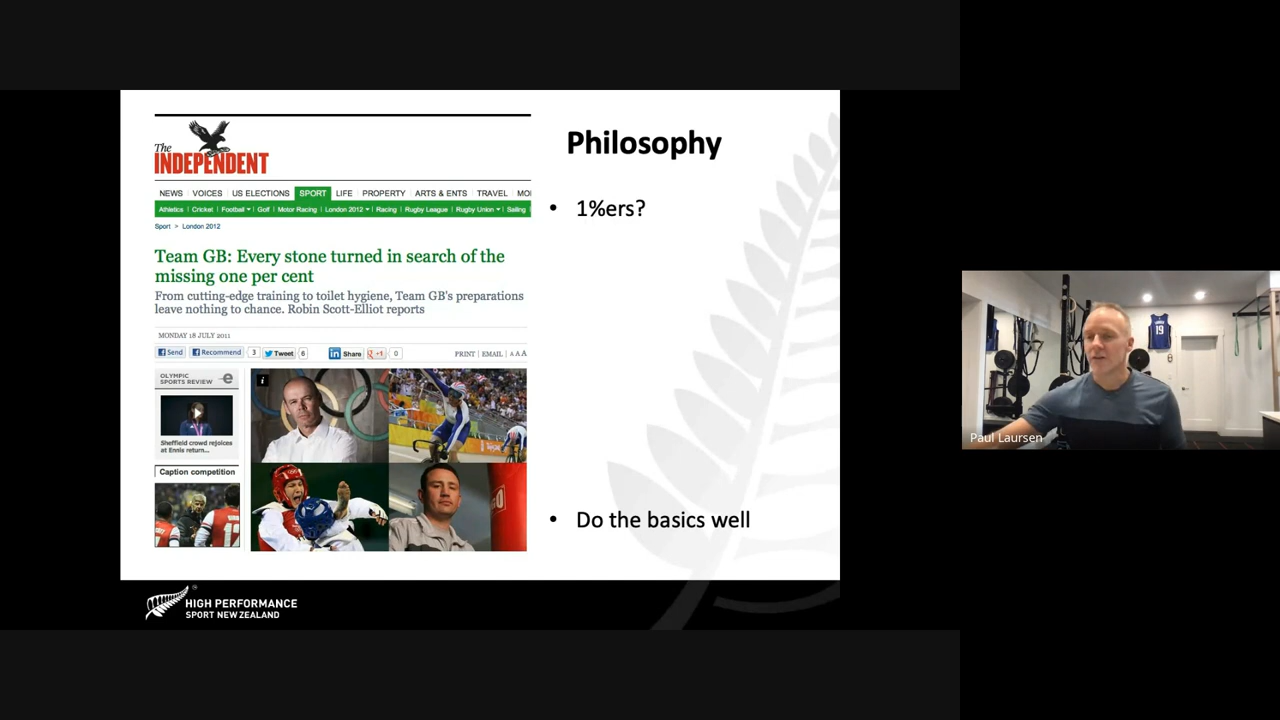 The
INDEPENDENT
NEWS VOICES US ELECTIONS SPORT LIFE PROPERTY ARTS & ENTS TRAVEL MO
Athletics Cricket Football Golf Motor Racing London 2012 Racing Rugby League Rugby Union Sailing
Sport > London 2012
Team GB: Every stone turned in search of the
missing one per cent
From cutting-edge training to toilet hygiene, Team GB's preparations
leave nothing to chance. Robin Scott-Elliot reports
MONDAY 18 JULY 2011
Send Recommend 3 Tweet 6 in Share g+1 0 PRINT | EMAIL | A A A
OLYMPIC
SPORTS REVIEW e
Sheffield crowd rejoices
at Ennis return...
Caption competition
i
Philosophy
• 1%ers?
• Do the basics well
HIGH PERFORMANCE
SPORT NEW ZEALAND
19
Paul Laursen